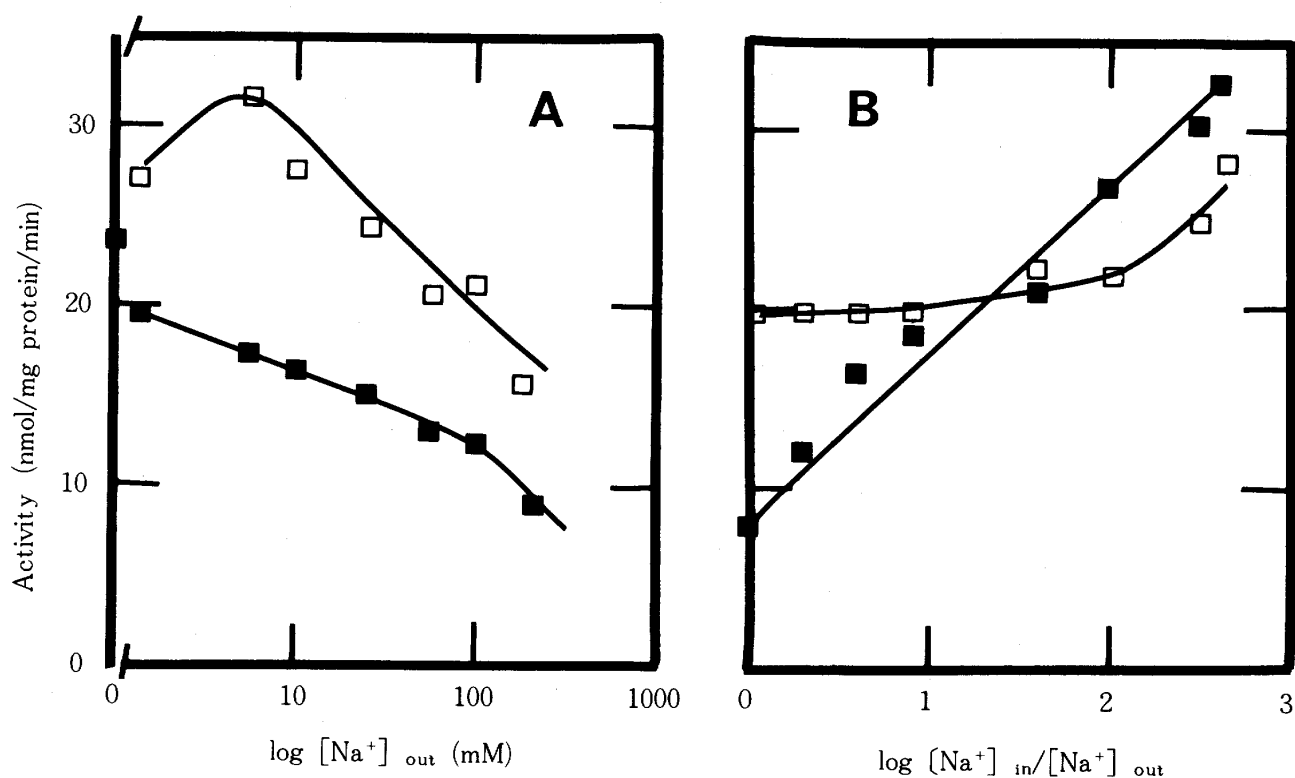 A
B
30
20
10
0
Activity (nmol/mg protein/min)
0 10 100 1000
log [Na⁺] out (mM)
0 1 2 3
log 〔Na⁺] in/[Na⁺] out